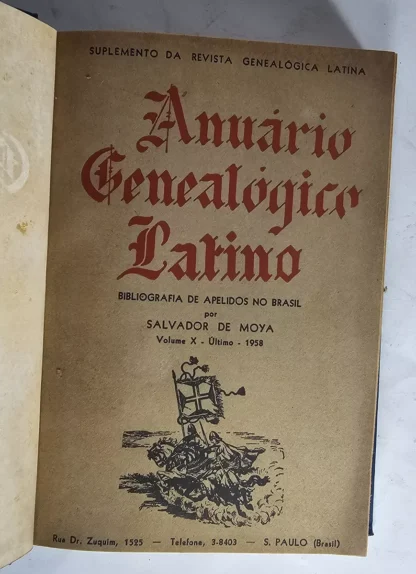 SUPLEMENTO DA REVISTA GENEALÓGICA LATINA
Anuário
Genealógico
Latino
BIBLIOGRAFIA DE APELIDOS NO BRASIL
por
SALVADOR DE MOYA
Volume X - Último - 1958
Rua Dr. Zuquim, 1525 — Telefone, 3-8403 — S. PAULO (Brasil)